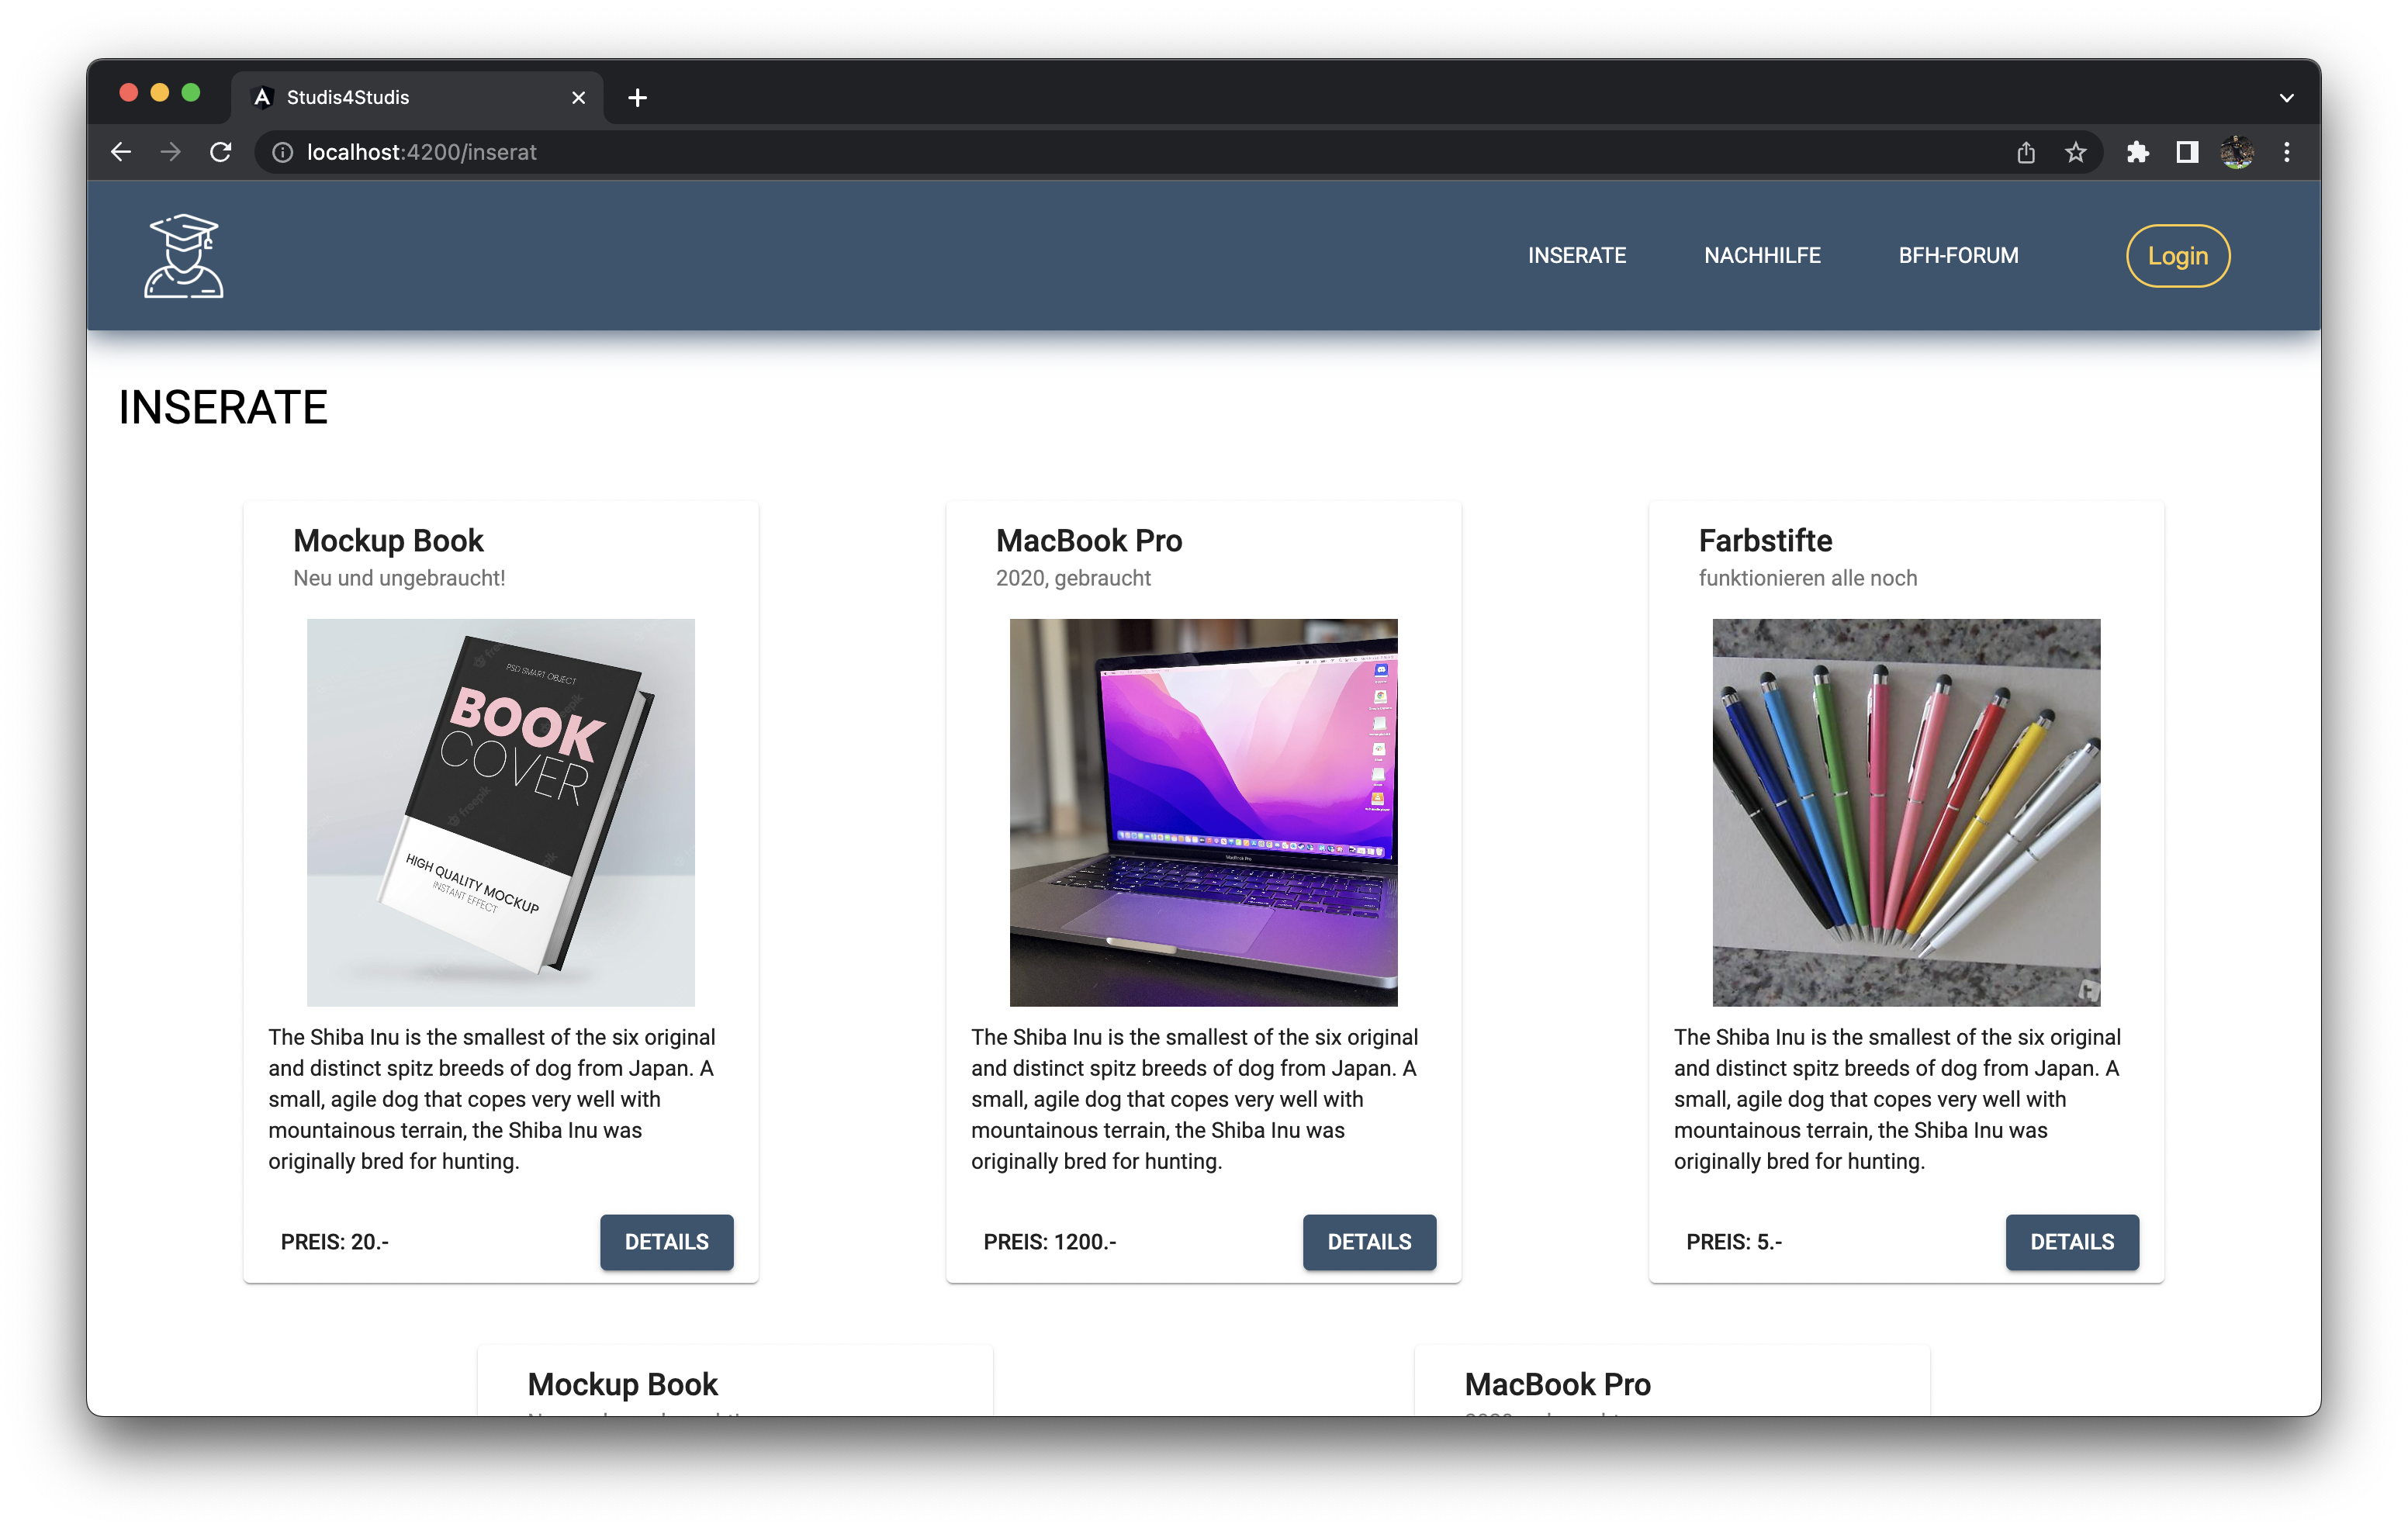 Studis4Studis
localhost:4200/inserat
INSERATE NACHHILFE BFH-FORUM Login
INSERATE
Mockup Book
Neu und ungebraucht!
PSD SMART OBJECT
BOOK
COVER
HIGH QUALITY MOCKUP
INSTANT EFFECT
freepik
The Shiba Inu is the smallest of the six original
and distinct spitz breeds of dog from Japan. A
small, agile dog that copes very well with
mountainous terrain, the Shiba Inu was
originally bred for hunting.
PREIS: 20.- DETAILS
MacBook Pro
2020, gebraucht
MacBook Pro
The Shiba Inu is the smallest of the six original
and distinct spitz breeds of dog from Japan. A
small, agile dog that copes very well with
mountainous terrain, the Shiba Inu was
originally bred for hunting.
PREIS: 1200.- DETAILS
Farbstifte
funktionieren alle noch
The Shiba Inu is the smallest of the six original
and distinct spitz breeds of dog from Japan. A
small, agile dog that copes very well with
mountainous terrain, the Shiba Inu was
originally bred for hunting.
PREIS: 5.- DETAILS
Mockup Book
MacBook Pro